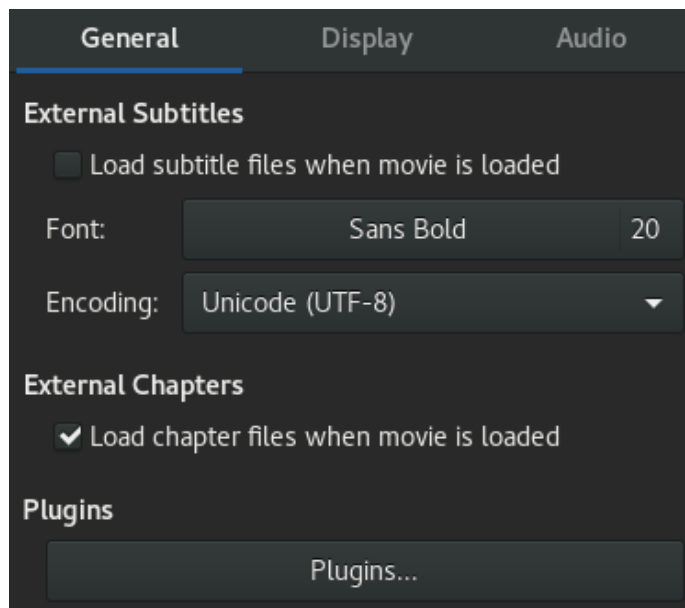 General Display Audio
External Subtitles
Load subtitle files when movie is loaded
Font: Sans Bold 20
Encoding: Unicode (UTF-8)
External Chapters
Load chapter files when movie is loaded
Plugins
Plugins...